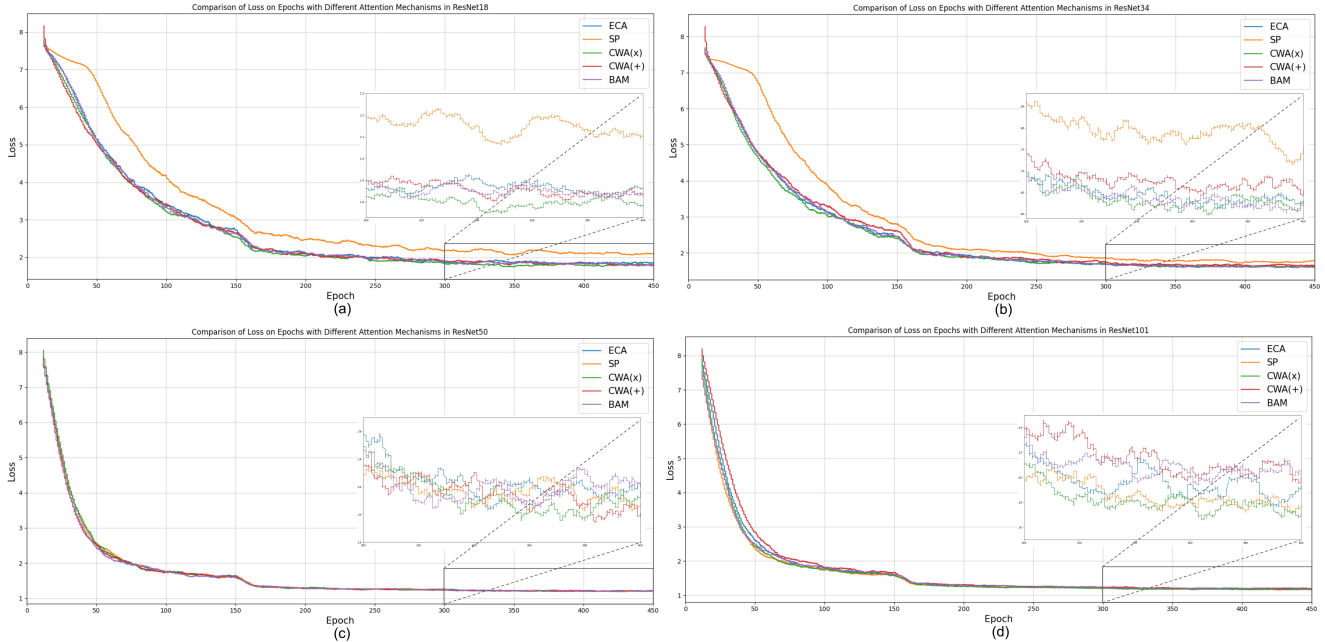 Comparison of Loss on Epochs with Different Attention Mechanisms in ResNet18
8
7
6
5
4
3
2
Loss
0
50
100
150
200
250
300
350
400
450
Epoch
ECA
SP
CWA(x)
CWA(+)
BAM
(a)
Comparison of Loss on Epochs with Different Attention Mechanisms in ResNet34
8
7
6
5
4
3
2
Loss
0
50
100
150
200
250
300
350
400
450
Epoch
ECA
SP
CWA(x)
CWA(+)
BAM
(b)
Comparison of Loss on Epochs with Different Attention Mechanisms in ResNet50
8
7
6
5
4
3
2
1
Loss
0
50
100
150
200
250
300
350
400
450
Epoch
ECA
SP
CWA(x)
CWA(+)
BAM
(c)
Comparison of Loss on Epochs with Different Attention Mechanisms in ResNet101
8
7
6
5
4
3
2
1
Loss
0
50
100
150
200
250
300
350
400
450
Epoch
ECA
SP
CWA(x)
CWA(+)
BAM
(d)